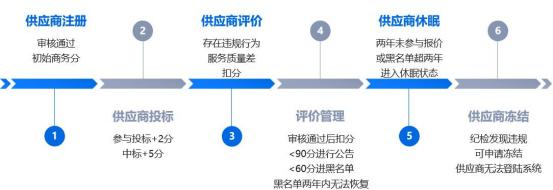 供应商注册
审核通过
初始商务分
1
2
供应商投标
参与投标+2分
中标+5分
供应商评价
存在违规行为
服务质量差
扣分
3
4
评价管理
审核通过后扣分
<90分进行公告
<60分进黑名单
黑名单两年内无法恢复
供应商休眠
两年未参与报价
或黑名单超两年
进入休眠状态
5
6
供应商冻结
纪检发现违规
可申请冻结
供应商无法登陆系统